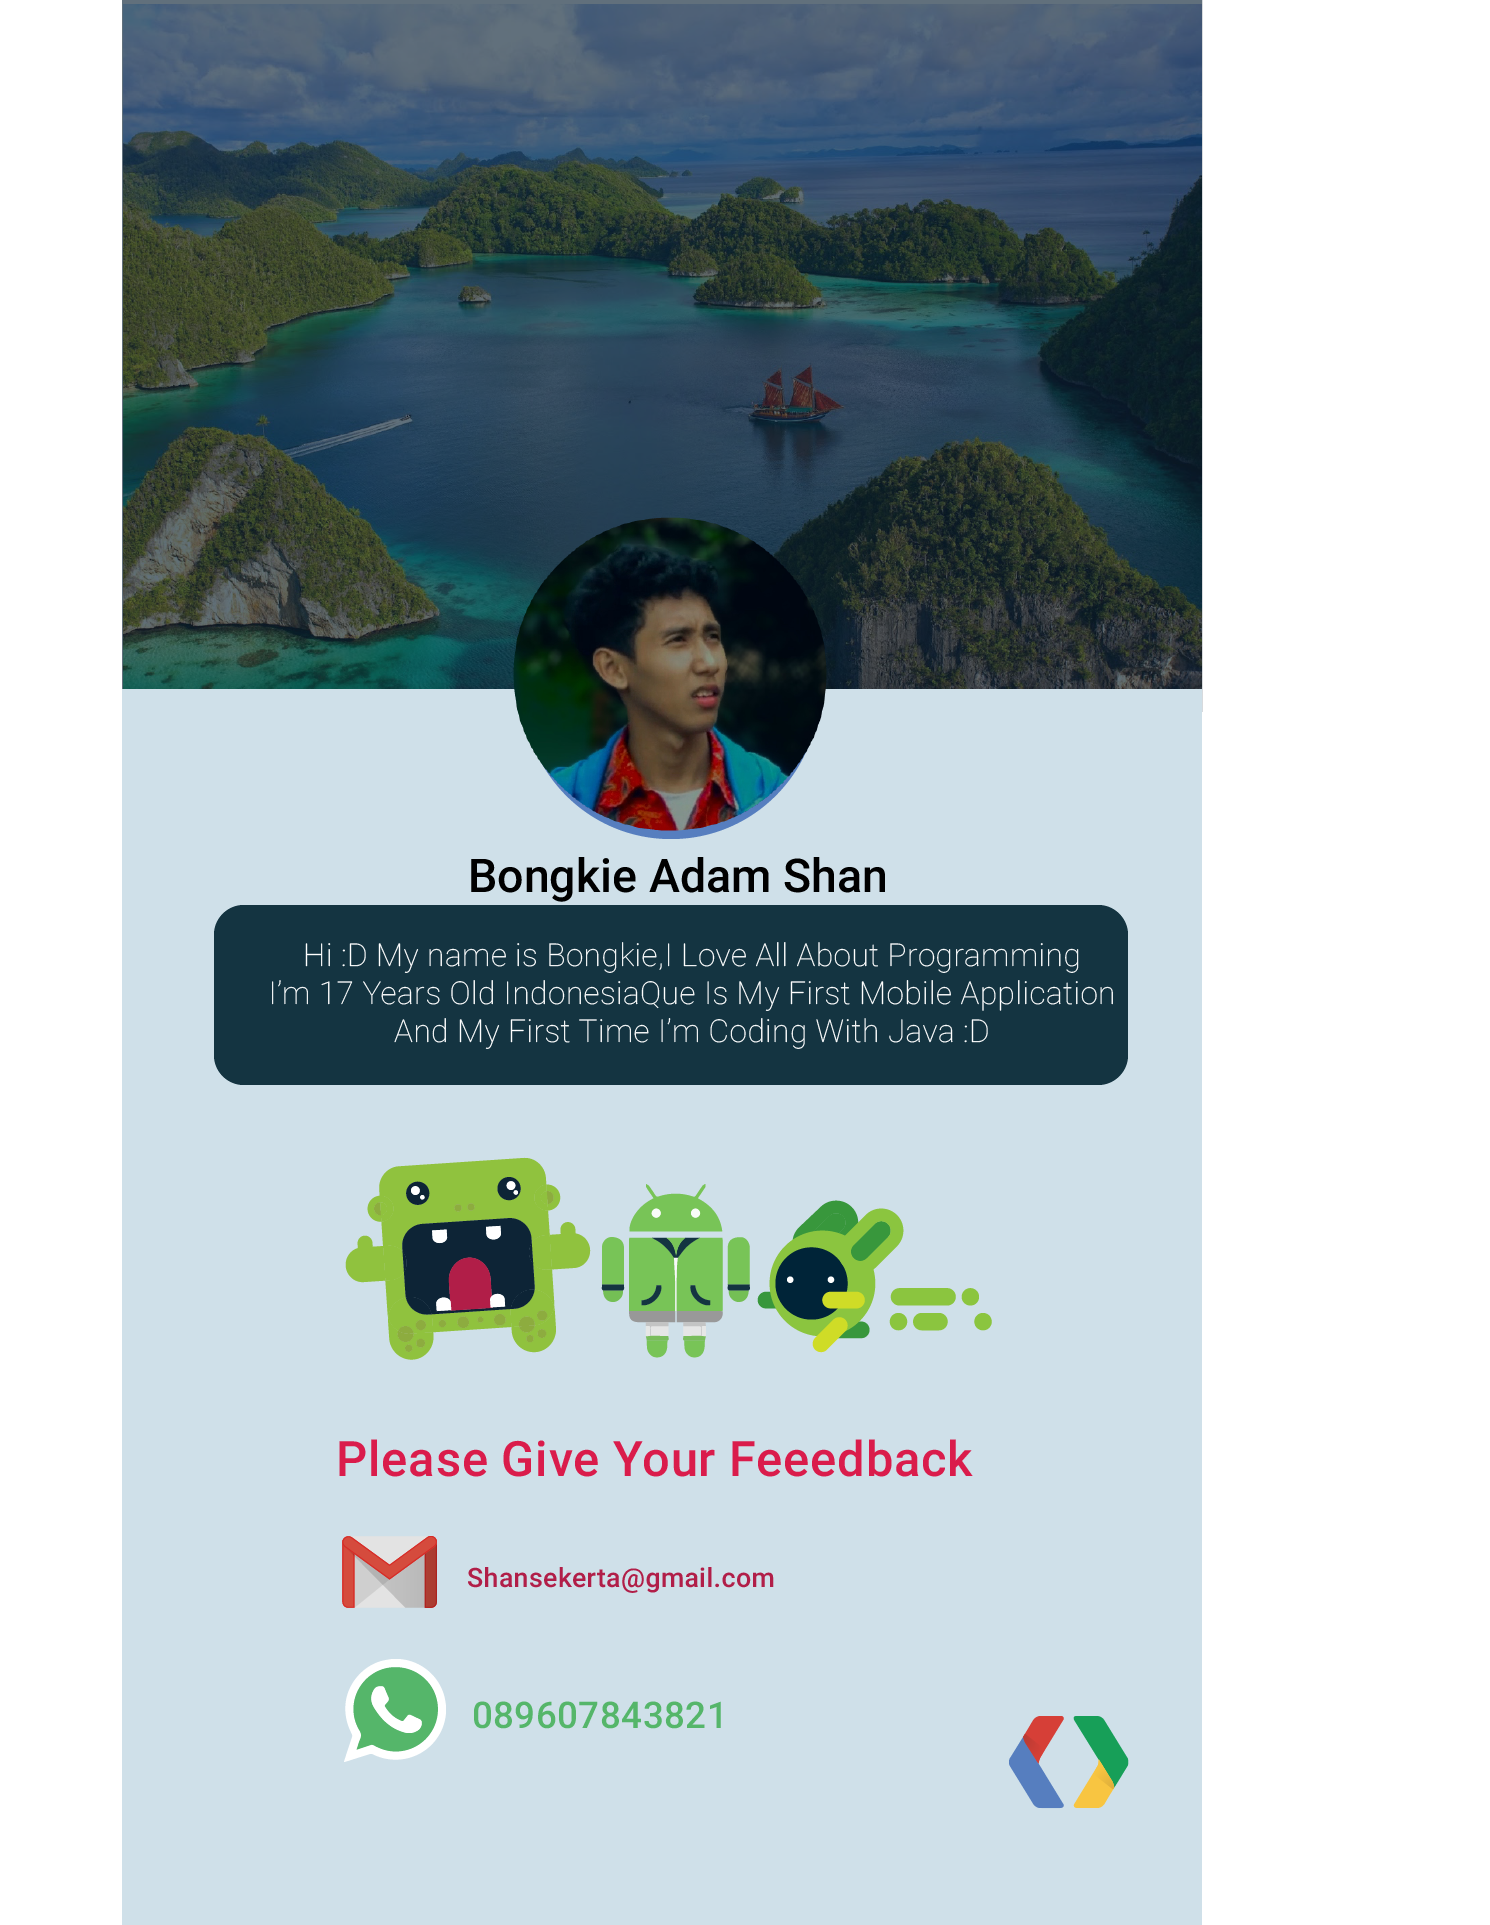 Bongkie Adam Shan
Hi :D My name is Bongkie,I Love All About Programming
I'm 17 Years Old IndonesiaQue Is My First Mobile Application
And My First Time I'm Coding With Java :D
Please Give Your Feeedback
Shansekerta@gmail.com
089607843821